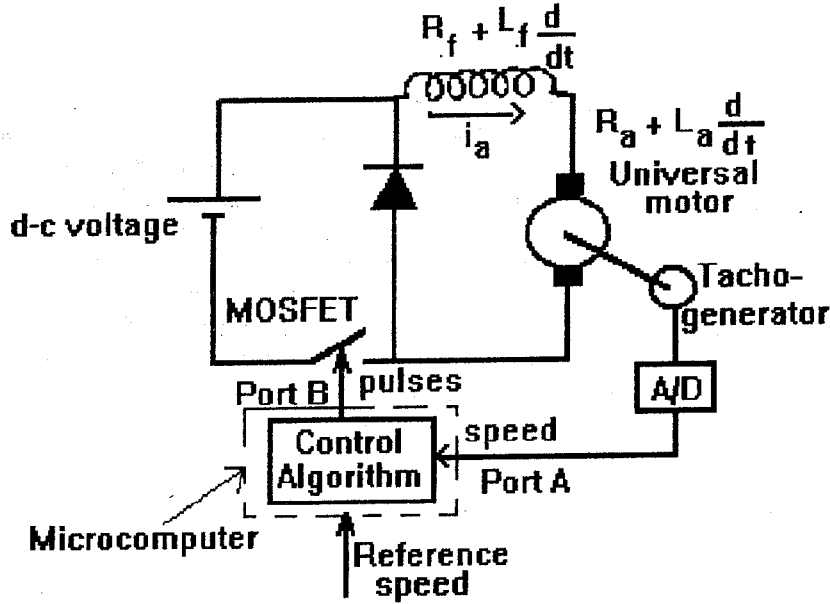 R_f + L_f d/dt
i_a
R_a + L_a d/dt
Universal
motor
d-c voltage
Tacho-
generator
MOSFET
A/D
Port B
pulses
Control
Algorithm
speed
Port A
Microcomputer
Reference
speed